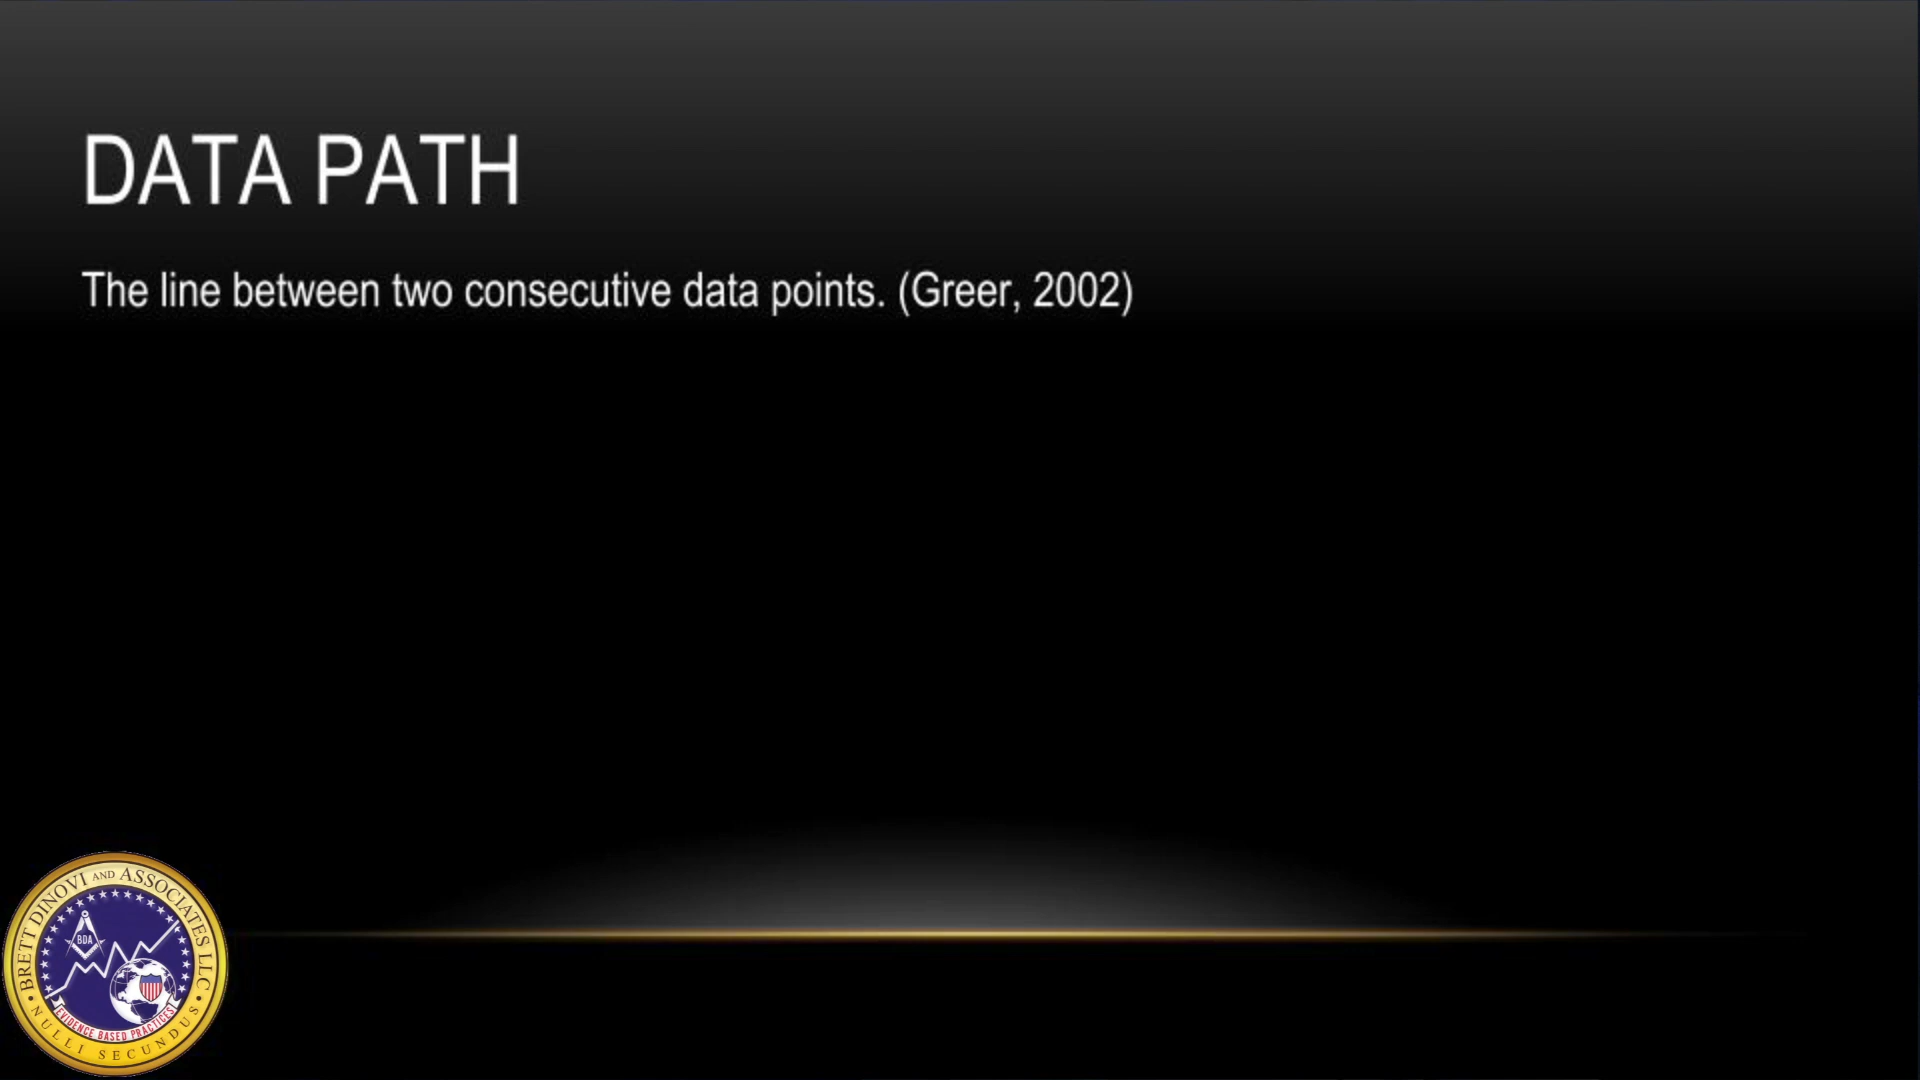 DATA PATH
The line between two consecutive data points. (Greer, 2002)
BRETT DINOVI AND ASSOCIATES LLC
BDA
EVIDENCE BASED PRACTICES
• NULLI SECUNDUS •